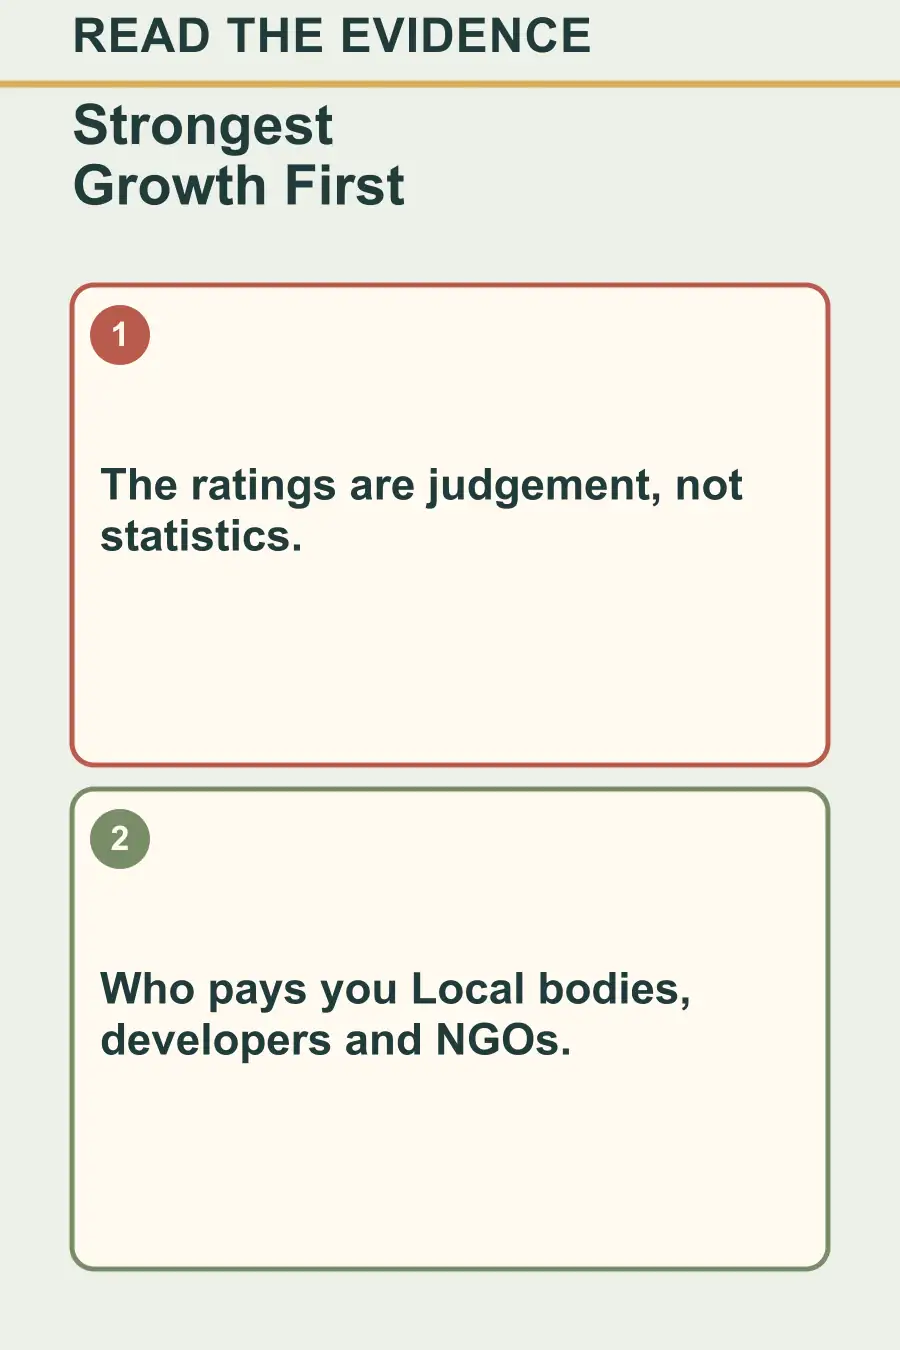 READ THE EVIDENCE
Strongest
Growth First
1
The ratings are judgement, not
statistics.
2
Who pays you Local bodies,
developers and NGOs.